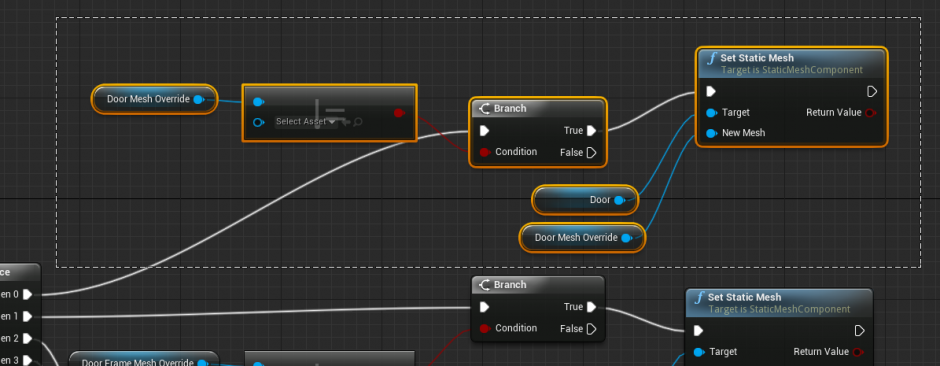 Set Static Mesh
Target is StaticMeshComponent
Door Mesh Override
Select Asset
Branch
True
Condition
False
Target
Return Value
New Mesh
Door
Door Mesh Override
ce
en 0
en 1
en 2
en 3
Branch
True
Condition
False
Set Static Mesh
Target is StaticMeshComponent
Target
Return Value
Door Frame Mesh Override